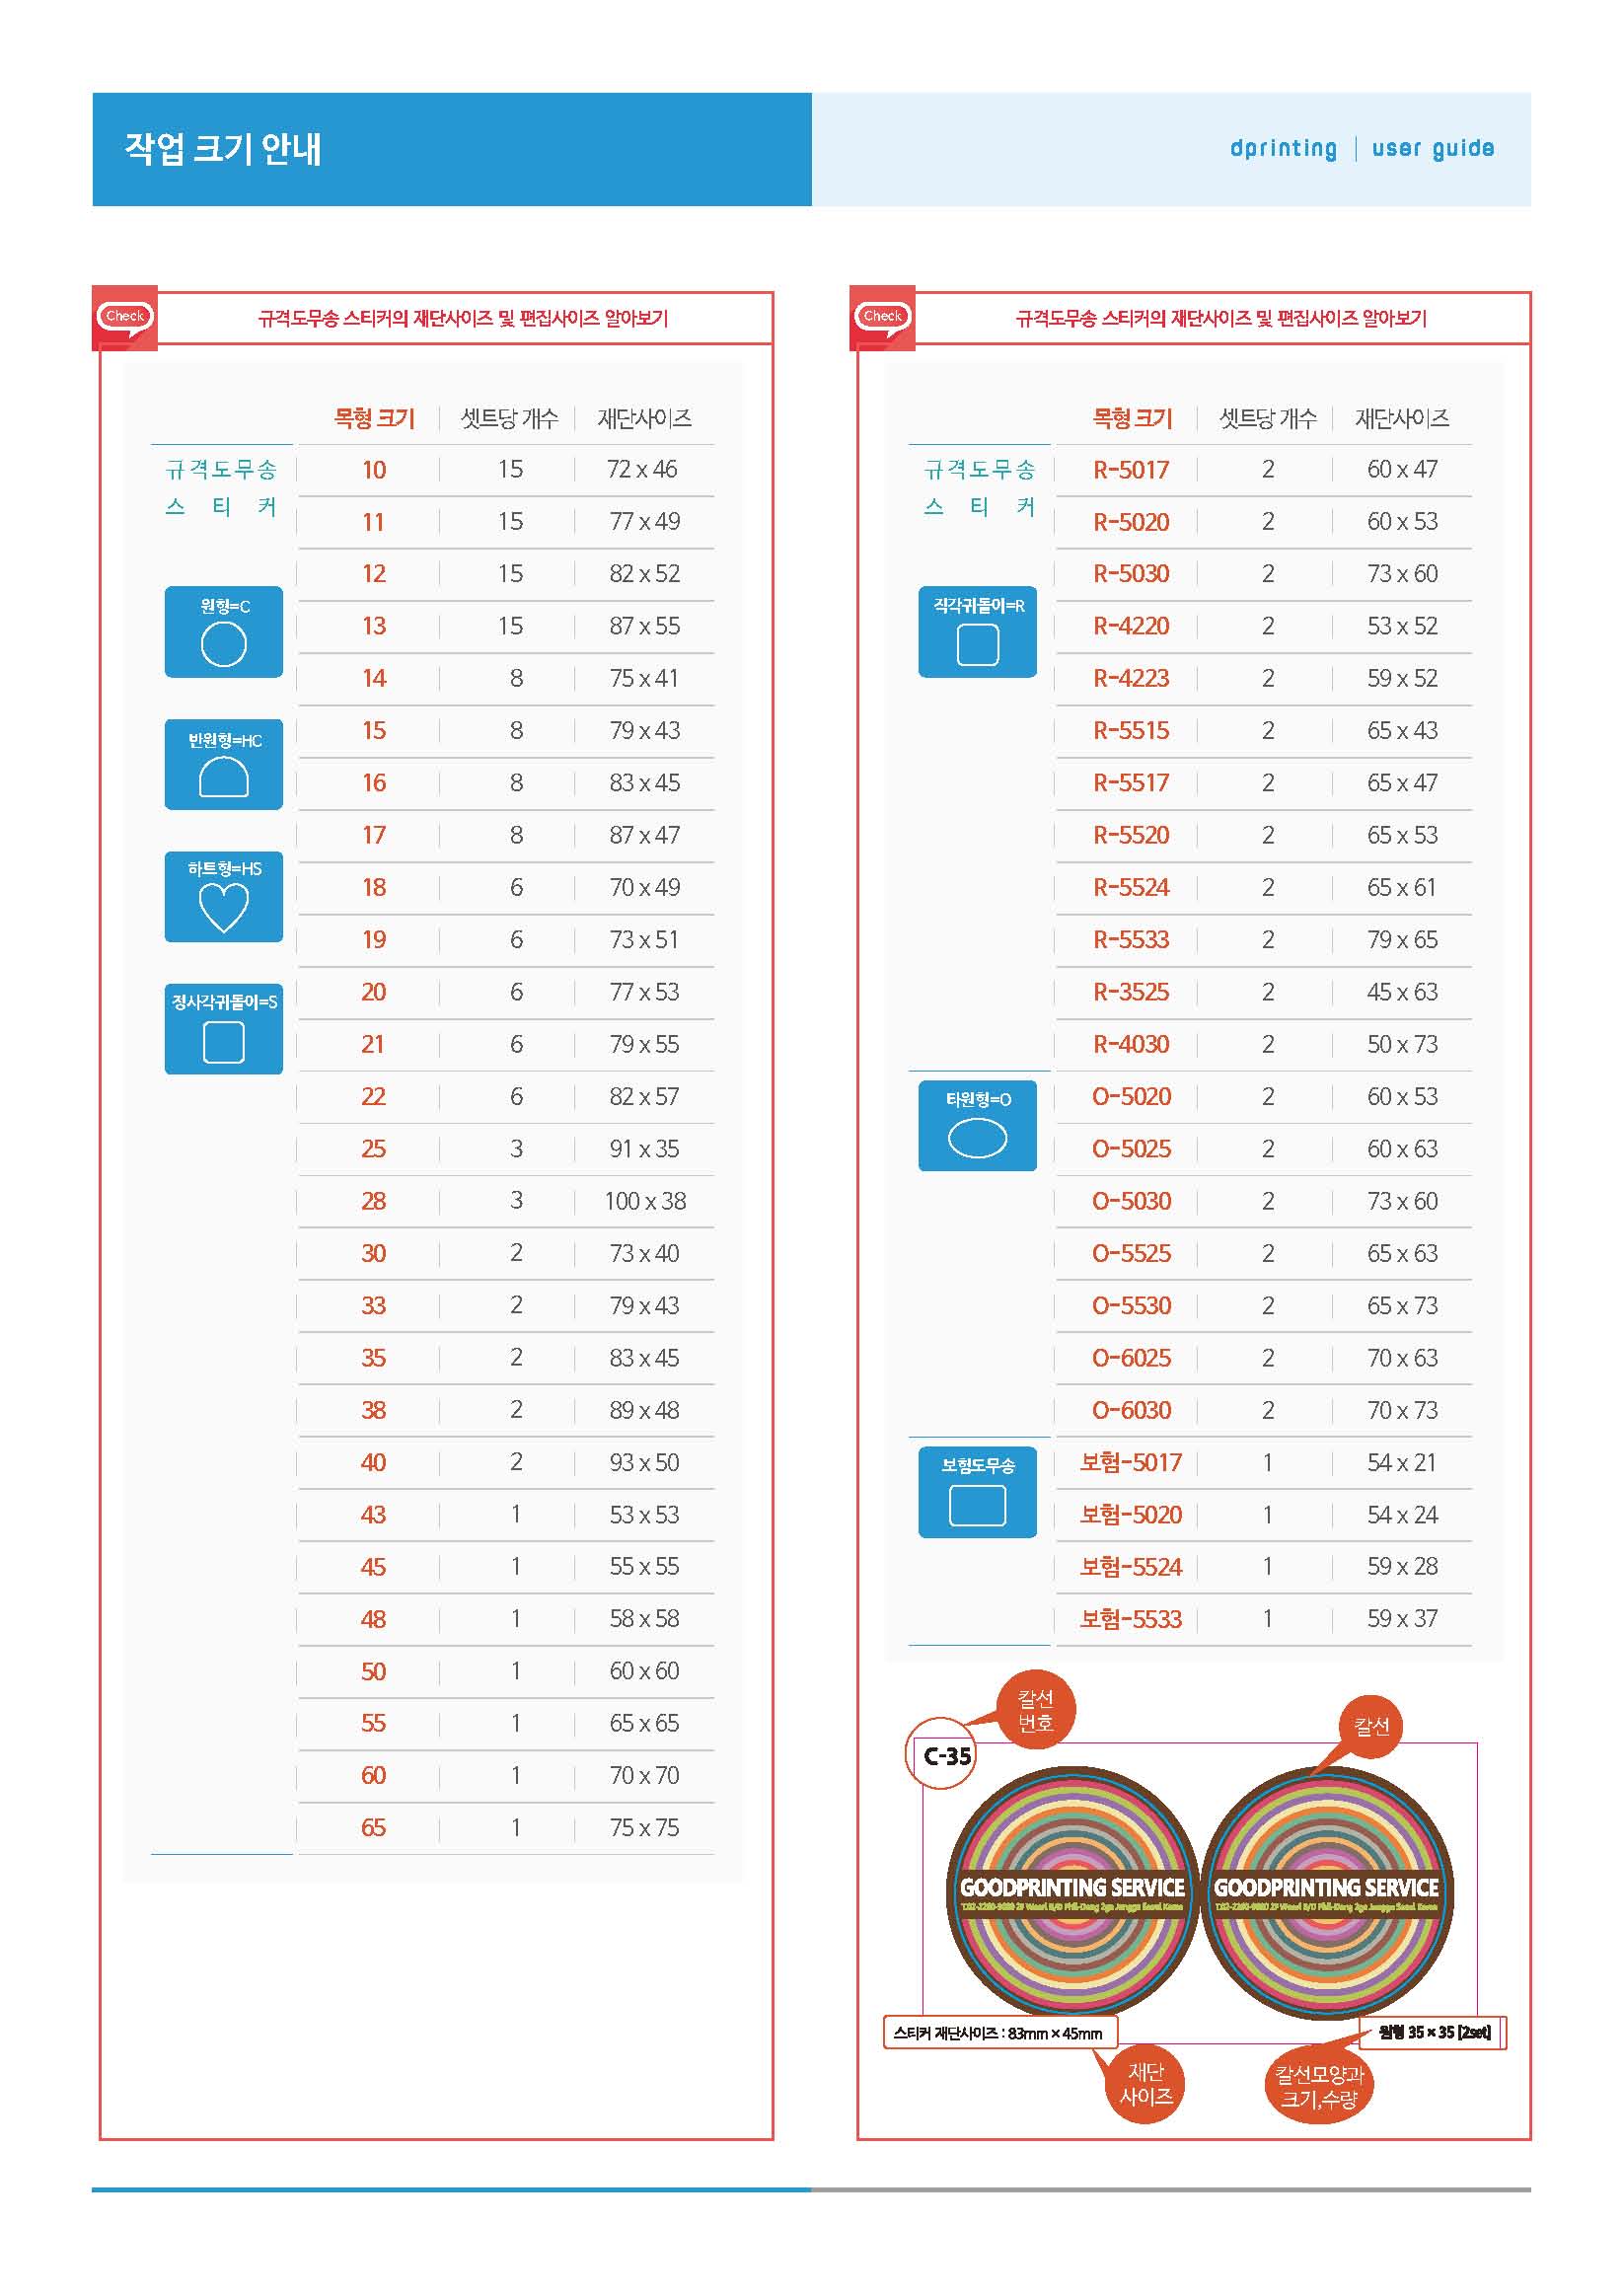 작업 크기 안내
dprinting | user guide
Check
규격도무송 스티커의 재단사이즈 및 편집사이즈 알아보기
목형 크기 셋트당 개수 재단사이즈
규격도무송
스 티 커
10 15 72 x 46
11 15 77 x 49
12 15 82 x 52
13 15 87 x 55
14 8 75 x 41
15 8 79 x 43
16 8 83 x 45
17 8 87 x 47
18 6 70 x 49
19 6 73 x 51
20 6 77 x 53
21 6 79 x 55
22 6 82 x 57
25 3 91 x 35
28 3 100 x 38
30 2 73 x 40
33 2 79 x 43
35 2 83 x 45
38 2 89 x 48
40 2 93 x 50
43 1 53 x 53
45 1 55 x 55
48 1 58 x 58
50 1 60 x 60
55 1 65 x 65
60 1 70 x 70
65 1 75 x 75
원형=C
반원형=HC
하트형=HS
정사각귀돌이=S
Check
규격도무송 스티커의 재단사이즈 및 편집사이즈 알아보기
목형 크기 셋트당 개수 재단사이즈
규격도무송
스 티 커
직각귀돌이=R
R-5017 2 60 x 47
R-5020 2 60 x 53
R-5030 2 73 x 60
R-4220 2 53 x 52
R-4223 2 59 x 52
R-5515 2 65 x 43
R-5517 2 65 x 47
R-5520 2 65 x 53
R-5524 2 65 x 61
R-5533 2 79 x 65
R-3525 2 45 x 63
R-4030 2 50 x 73
타원형=O
O-5020 2 60 x 53
O-5025 2 60 x 63
O-5030 2 73 x 60
O-5525 2 65 x 63
O-5530 2 65 x 73
O-6025 2 70 x 63
O-6030 2 70 x 73
보험도무송
보험-5017 1 54 x 21
보험-5020 1 54 x 24
보험-5524 1 59 x 28
보험-5533 1 59 x 37
칼선
번호
칼선
C-35
GOODPRINTING SERVICE
GOODPRINTING SERVICE
스티커 재단사이즈 : 83mm × 45mm
원형 35 × 35 [2set]
재단
사이즈
칼선모양과
크기,수량